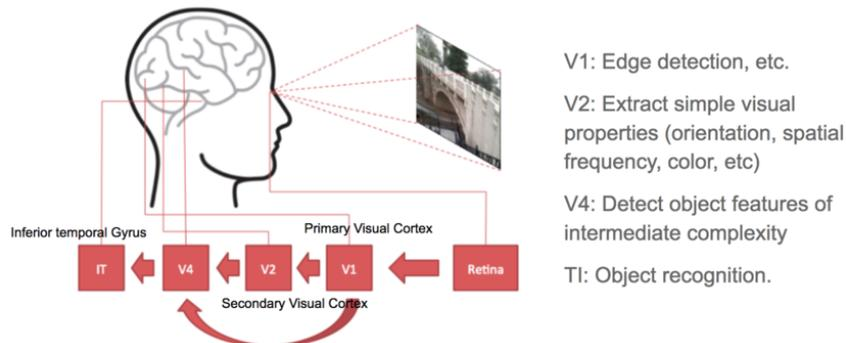 V1: Edge detection, etc.
V2: Extract simple visual
properties (orientation, spatial
frequency, color, etc)
V4: Detect object features of
intermediate complexity
TI: Object recognition.
Inferior temporal Gyrus
Primary Visual Cortex
IT
V4
V2
V1
Retina
Secondary Visual Cortex